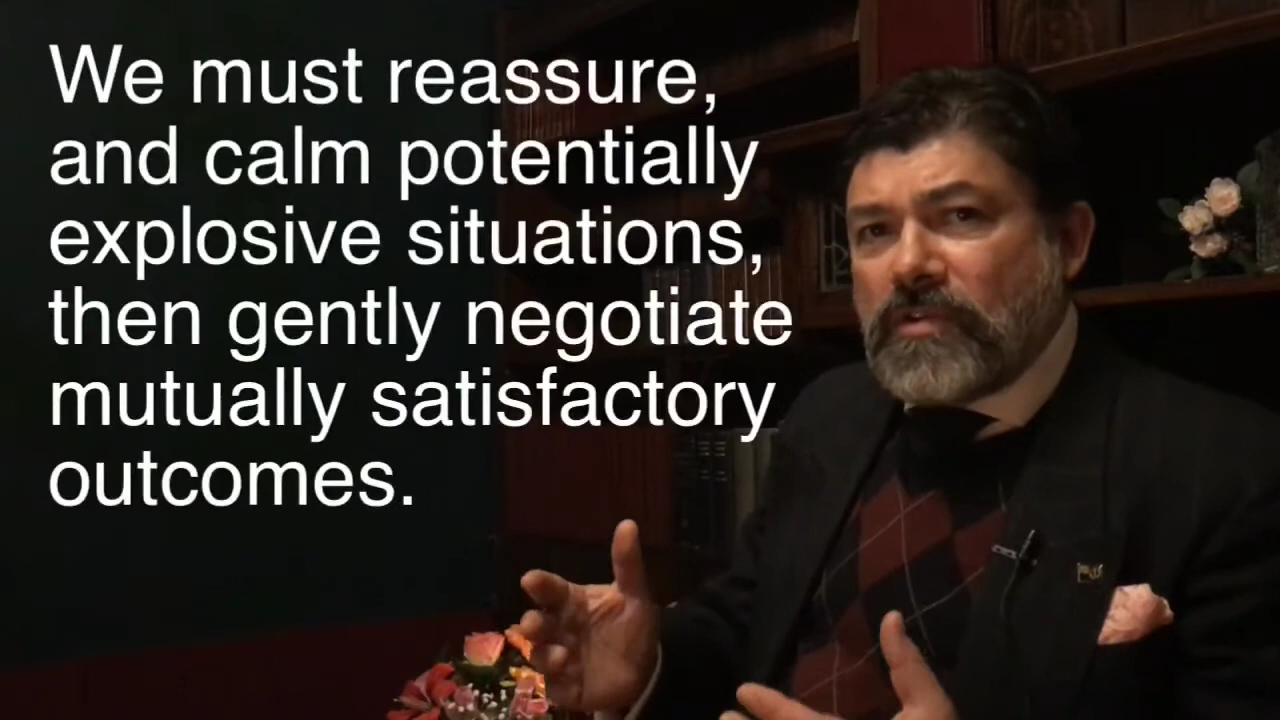 We must reassure,
and calm potentially
explosive situations,
then gently negotiate
mutually satisfactory
outcomes.